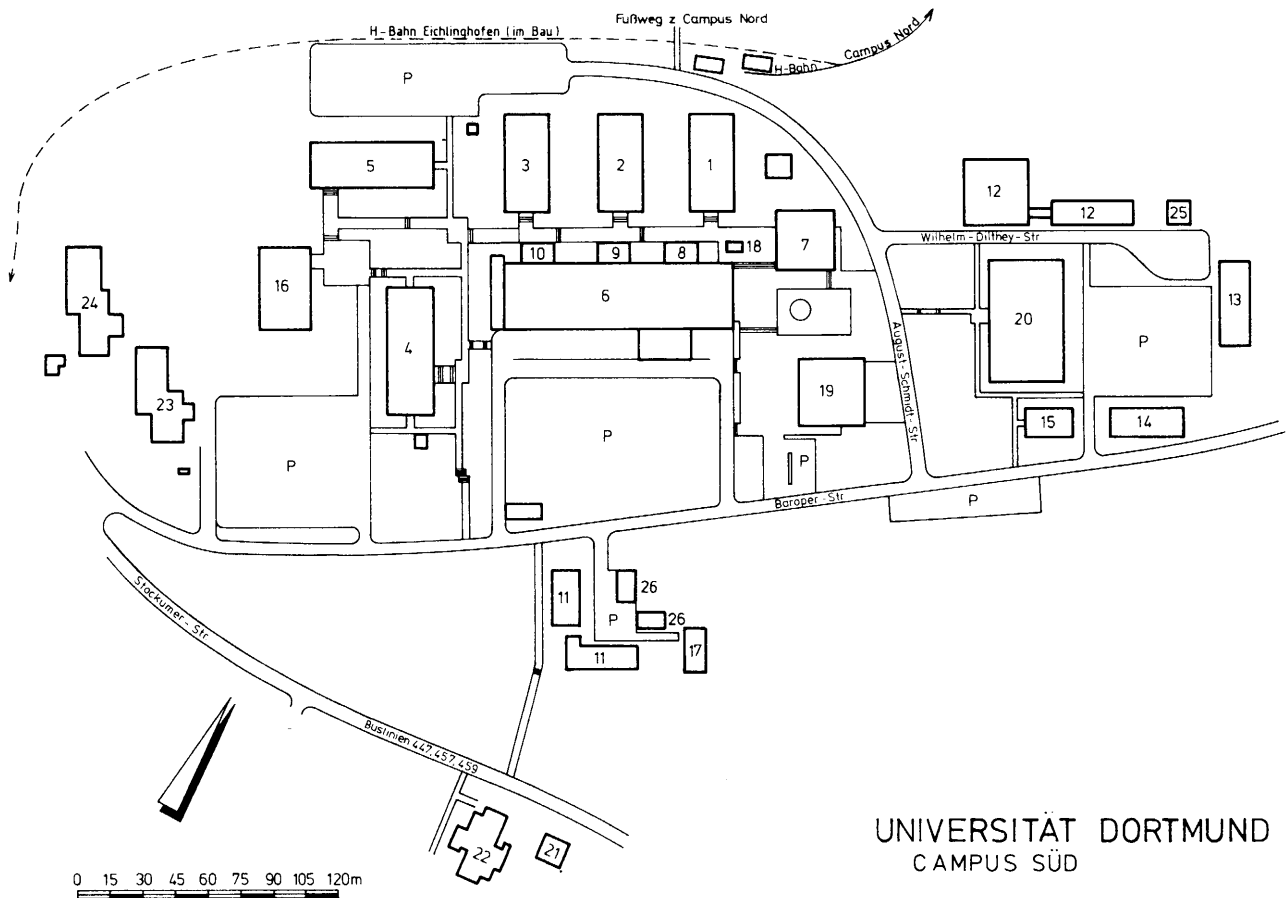 Fußweg z Campus Nord
H-Bahn Eichlinghofen (im Bau)
Campus Nord
H-Bahn
P
5
3
2
1
12
12
25
Wilhelm-Dilthey-Str
10
9
8
18
7
24
16
6
20
13
4
August-Schmidt-Str
P
23
19
15
14
P
P
P
Baroper-Str
P
Stockumer-Str
11
26
P
26
11
17
Buslinien 447,457,459
22
21
UNIVERSITÄT DORTMUND
CAMPUS SÜD
0 15 30 45 60 75 90 105 120m